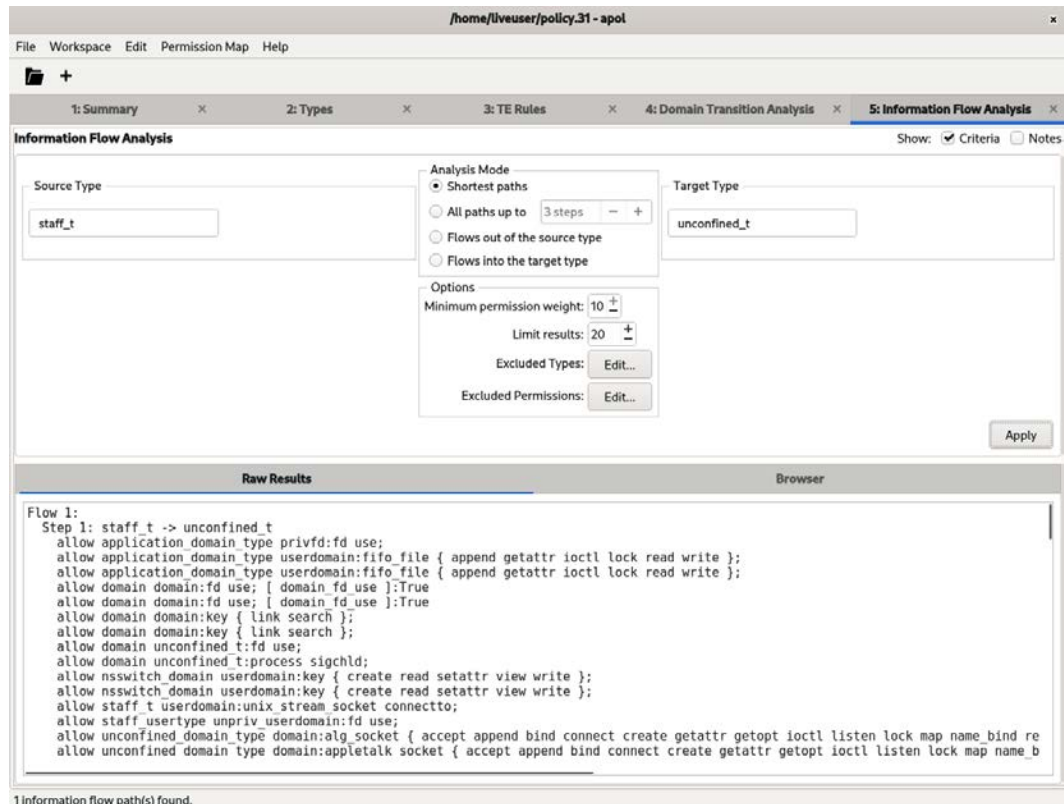 /home/liveuser/policy.31 - apol
File Workspace Edit Permission Map Help
1: Summary 2: Types 3: TE Rules 4: Domain Transition Analysis 5: Information Flow Analysis
Information Flow Analysis Show: Criteria Notes
Source Type
staff_t
Analysis Mode
Shortest paths
All paths up to 3 steps
Flows out of the source type
Flows into the target type
Target Type
unconfined_t
Options
Minimum permission weight: 10
Limit results: 20
Excluded Types: Edit...
Excluded Permissions: Edit...
Apply
Raw Results Browser
Flow 1:
Step 1: staff_t -> unconfined_t
allow application_domain_type privfd:fd use;
allow application_domain_type userdomain:fifo_file { append getattr ioctl lock read write };
allow application_domain_type userdomain:fifo_file { append getattr ioctl lock read write };
allow domain domain:fd use; [ domain_fd_use ]:True
allow domain domain:fd use; [ domain_fd_use ]:True
allow domain domain:key { link search };
allow domain domain:key { link search };
allow domain unconfined_t:fd use;
allow domain unconfined_t:process sigchld;
allow nsswitch_domain userdomain:key { create read setattr view write };
allow nsswitch_domain userdomain:key { create read setattr view write };
allow staff_t userdomain:unix_stream_socket connectto;
allow staff_usertype unpriv_userdomain:fd use;
allow unconfined_domain_type domain:alg_socket { accept append bind connect create getattr getopt ioctl listen lock map name_bind re
allow unconfined_domain_type domain:appletalk_socket { accept append bind connect create getattr getopt ioctl listen lock map name_b
1 information flow path(s) found.